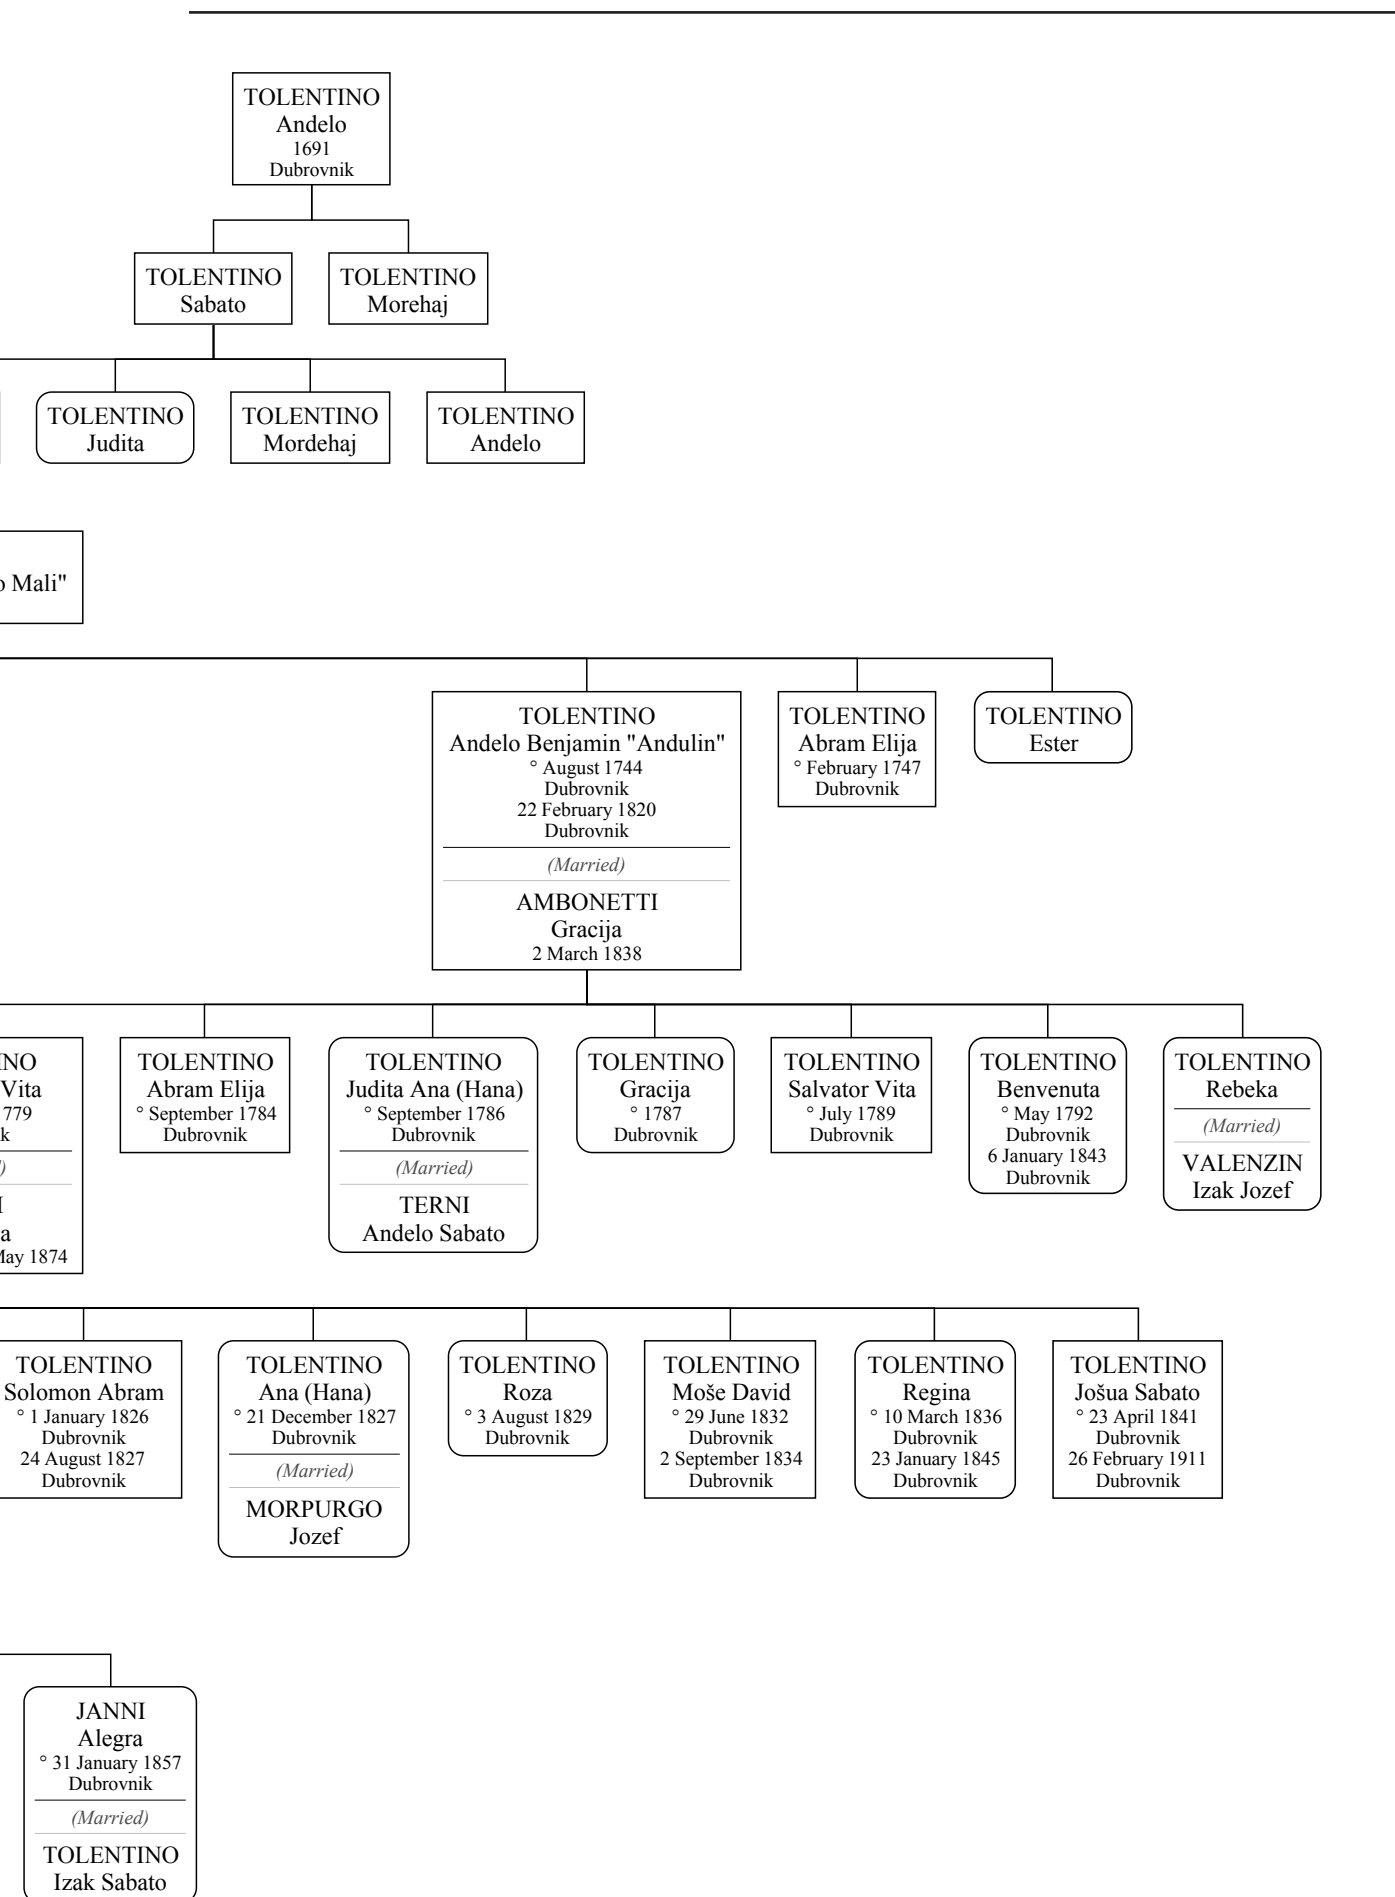 TOLENTINO
Andelo
1691
Dubrovnik
TOLENTINO
Sabato
TOLENTINO
Morehaj
TOLENTINO
Judita
TOLENTINO
Mordehaj
TOLENTINO
Andelo
Mali"
TOLENTINO
Andelo Benjamin "Andulin"
° August 1744
Dubrovnik
22 February 1820
Dubrovnik
(Married)
AMBONETTI
Gracija
2 March 1838
TOLENTINO
Abram Elija
° February 1747
Dubrovnik
TOLENTINO
Ester
Vita
1874
TOLENTINO
Abram Elija
° September 1784
Dubrovnik
TOLENTINO
Judita Ana (Hana)
° September 1786
Dubrovnik
(Married)
TERNI
Andelo Sabato
TOLENTINO
Gracija
° 1787
Dubrovnik
TOLENTINO
Salvator Vita
° July 1789
Dubrovnik
TOLENTINO
Benvenuta
° May 1792
Dubrovnik
6 January 1843
Dubrovnik
TOLENTINO
Rebeka
(Married)
VALENZIN
Izak Jozef
TOLENTINO
Solomon Abram
° 1 January 1826
Dubrovnik
24 August 1827
Dubrovnik
TOLENTINO
Ana (Hana)
° 21 December 1827
Dubrovnik
(Married)
MORPURGO
Jozef
TOLENTINO
Roza
° 3 August 1829
Dubrovnik
TOLENTINO
Moše David
° 29 June 1832
Dubrovnik
2 September 1834
Dubrovnik
TOLENTINO
Regina
° 10 March 1836
Dubrovnik
23 January 1845
Dubrovnik
TOLENTINO
Jošua Sabato
° 23 April 1841
Dubrovnik
26 February 1911
Dubrovnik
JANNI
Alegra
° 31 January 1857
Dubrovnik
(Married)
TOLENTINO
Izak Sabato